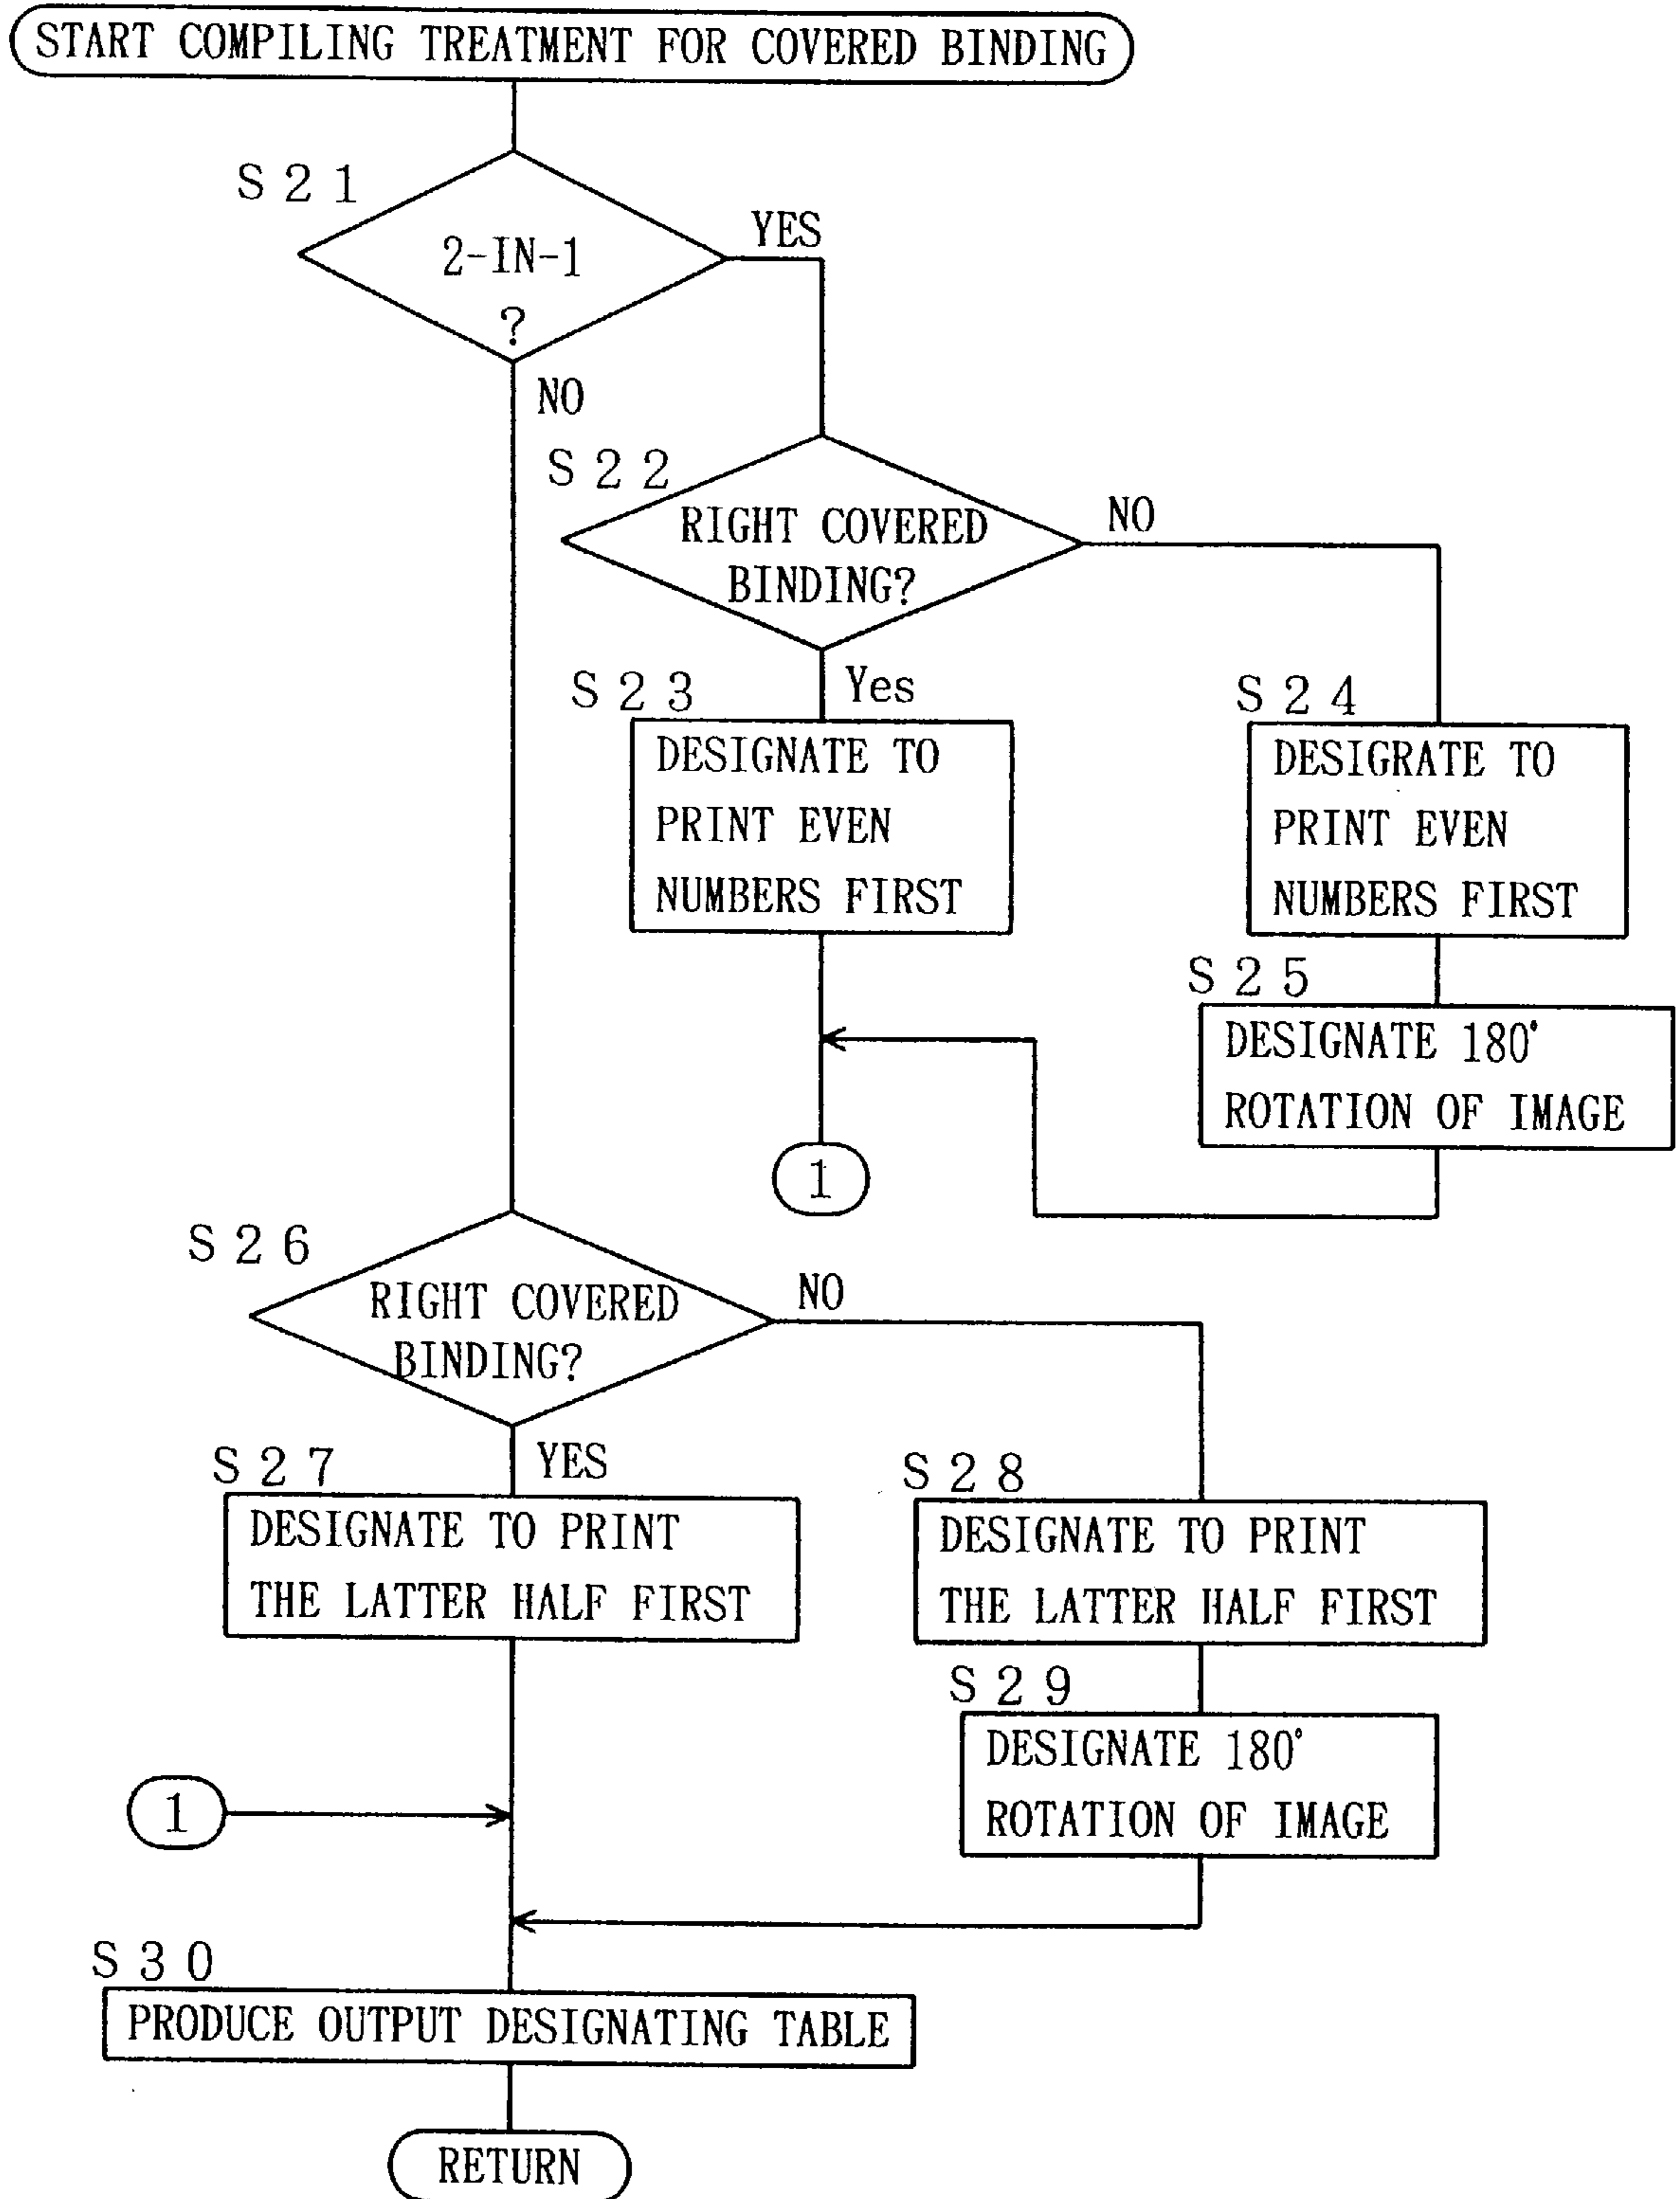 START COMPILING TREATMENT FOR COVERED BINDING
S21
2-IN-1
?
YES
NO
S22
RIGHT COVERED
BINDING?
NO
Yes
S23
DESIGNATE TO
PRINT EVEN
NUMBERS FIRST
S24
DESIGRATE TO
PRINT EVEN
NUMBERS FIRST
S25
DESIGNATE 180°
ROTATION OF IMAGE
1
S26
RIGHT COVERED
BINDING?
NO
YES
S27
DESIGNATE TO PRINT
THE LATTER HALF FIRST
S28
DESIGNATE TO PRINT
THE LATTER HALF FIRST
S29
DESIGNATE 180°
ROTATION OF IMAGE
1
S30
PRODUCE OUTPUT DESIGNATING TABLE
RETURN